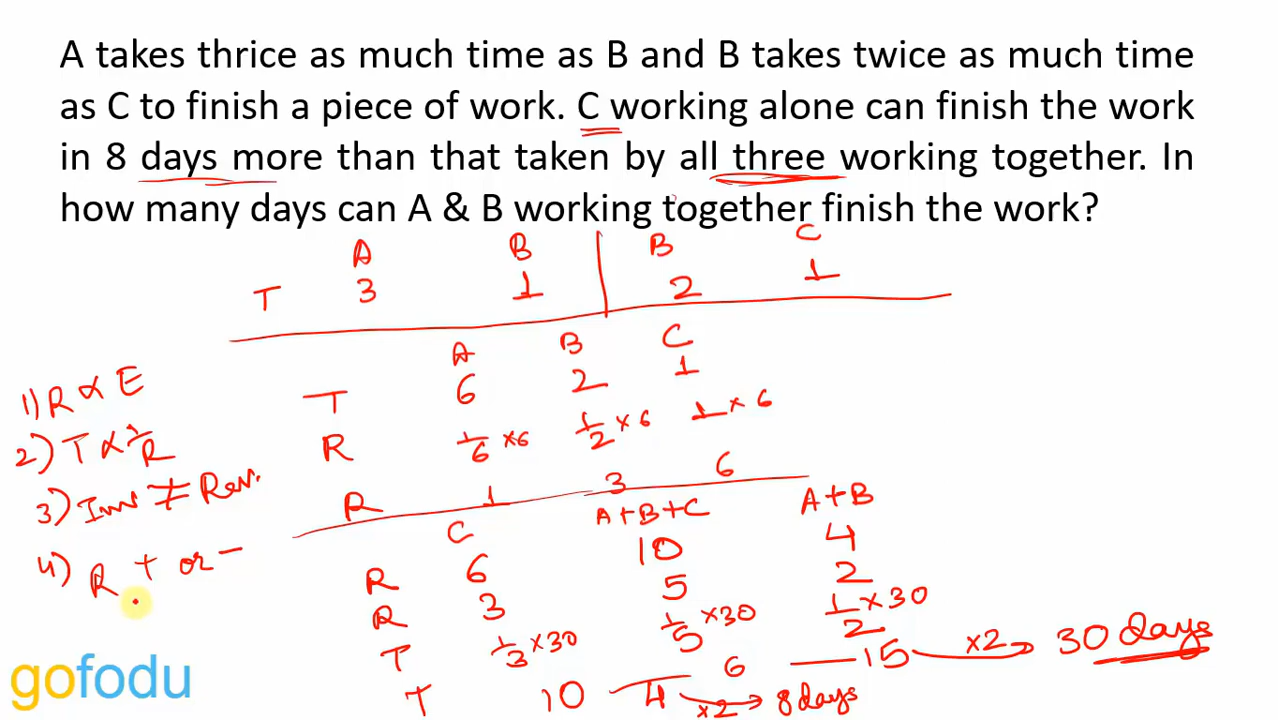 A takes thrice as much time as B and B takes twice as much time
as C to finish a piece of work. C working alone can finish the work
in 8 days more than that taken by all three working together. In
how many days can A & B working together finish the work?
A B B C
T 3 1 2 1
A B C
T 6 2 1
R 1/6 ×6 1/2 ×6 1 ×6
R 1 3 6
C A+B+C A+B
R 6 10 4
R 3 5 2
T 1/3 ×30 1/5 ×30 1/2 ×30
T 10 4 6 15 ×2 30 days
×2 8 days
1) R ∝ E
2) T ∝ 1/R
3) Inv ≠ Rev.
4) R + or −
gofodu